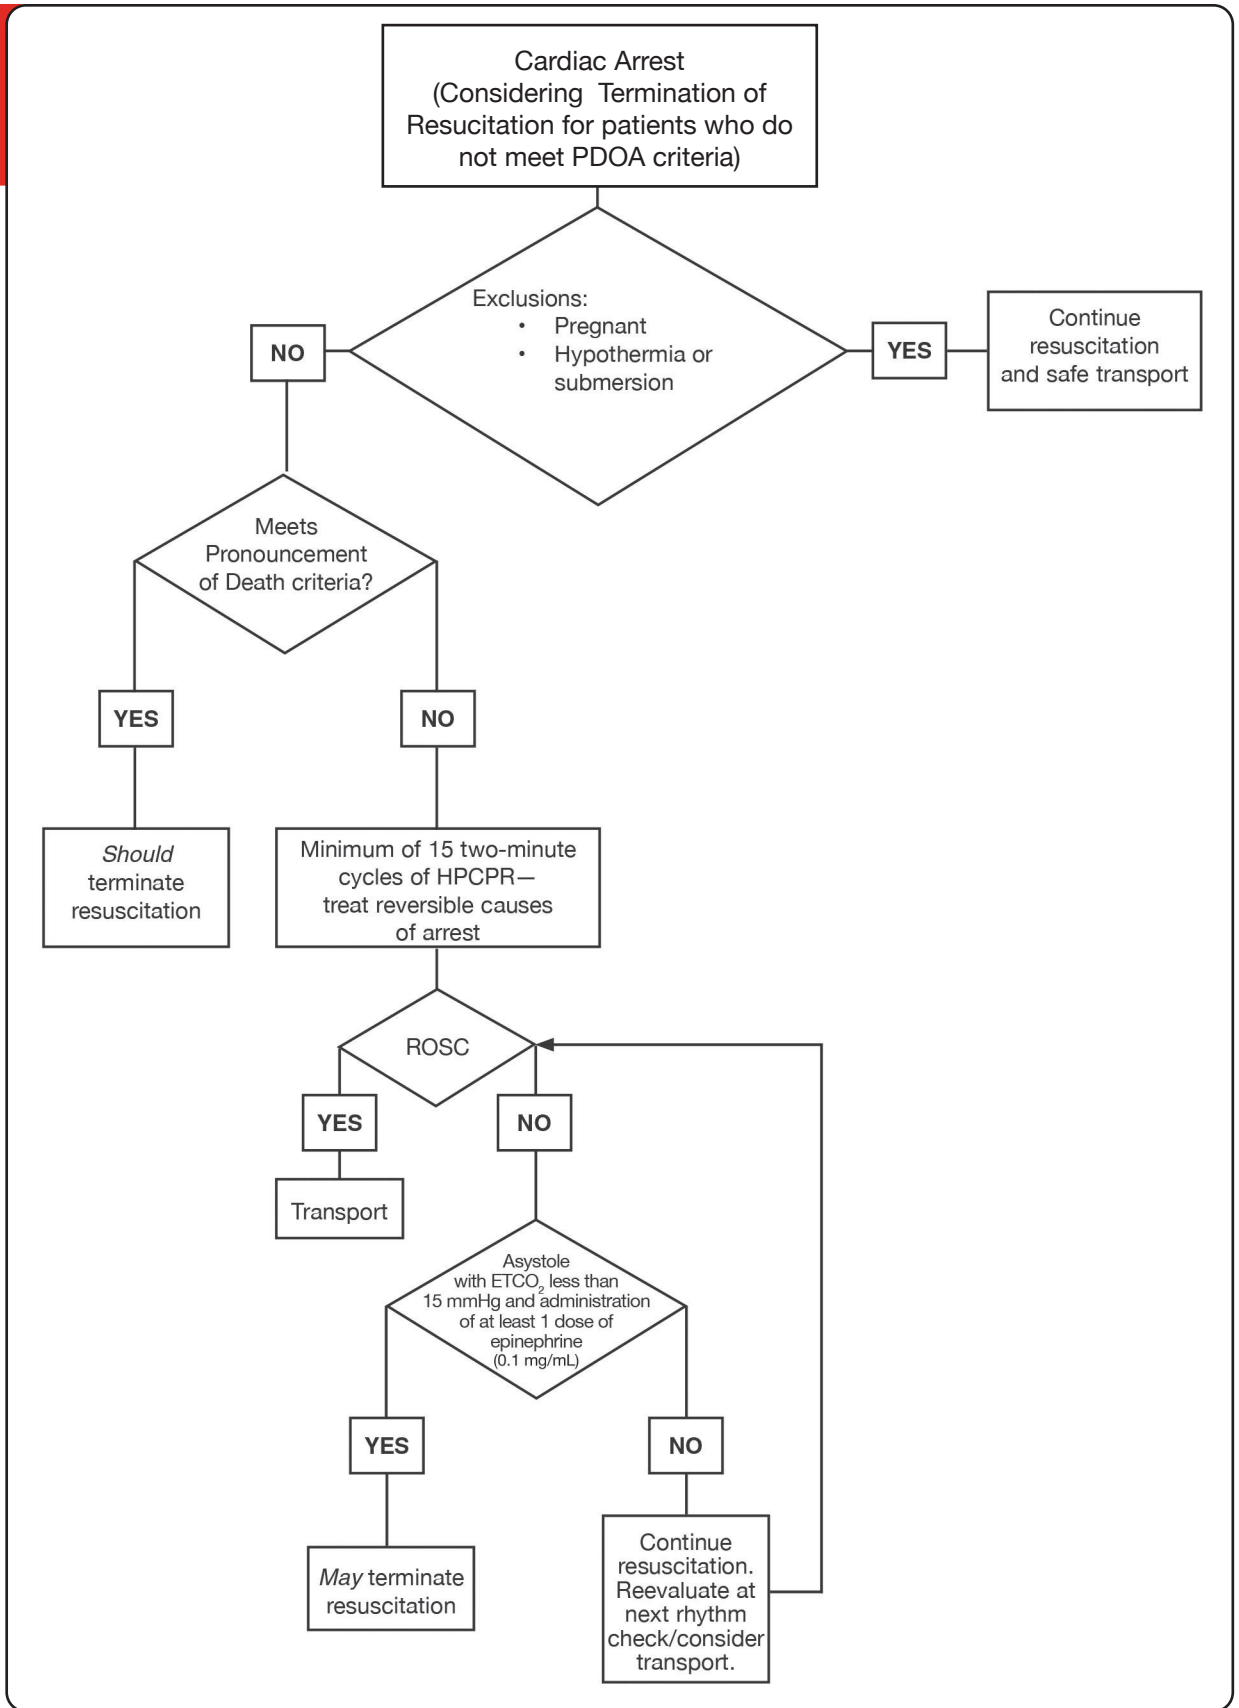 Cardiac Arrest
(Considering Termination of
Resucitation for patients who do
not meet PDOA criteria)
Exclusions:
• Pregnant
• Hypothermia or
submersion
NO
YES
Continue
resuscitation
and safe transport
Meets
Pronouncement
of Death criteria?
YES
NO
Should
terminate
resuscitation
Minimum of 15 two-minute
cycles of HPCPR—
treat reversible causes
of arrest
ROSC
YES
NO
Transport
Asystole
with ETCO₂ less than
15 mmHg and administration
of at least 1 dose of
epinephrine
(0.1 mg/mL)
YES
NO
May terminate
resuscitation
Continue
resuscitation.
Reevaluate at
next rhythm
check/consider
transport.